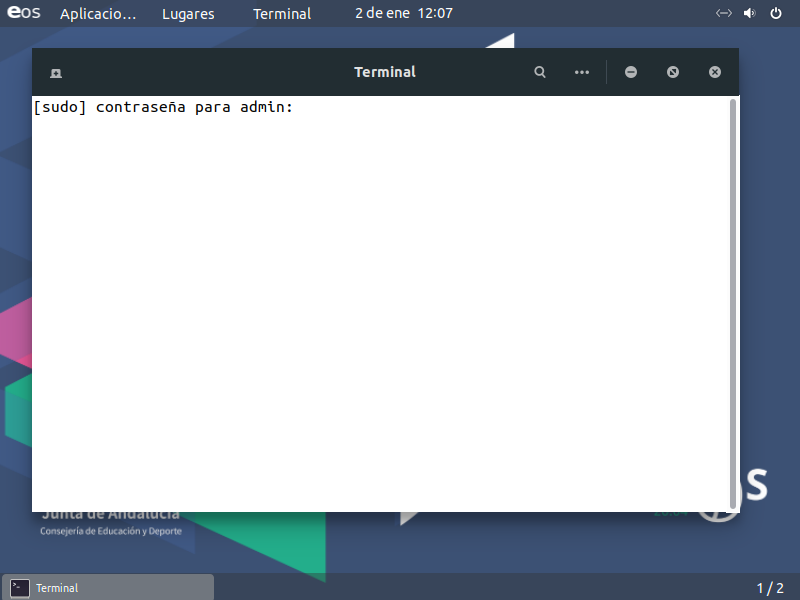 eos Aplicacio... Lugares Terminal 2 de ene 12:07
Terminal
[sudo] contraseña para admin:
Junta de Andalucía
Consejería de Educación y Deporte
Terminal
1 / 2